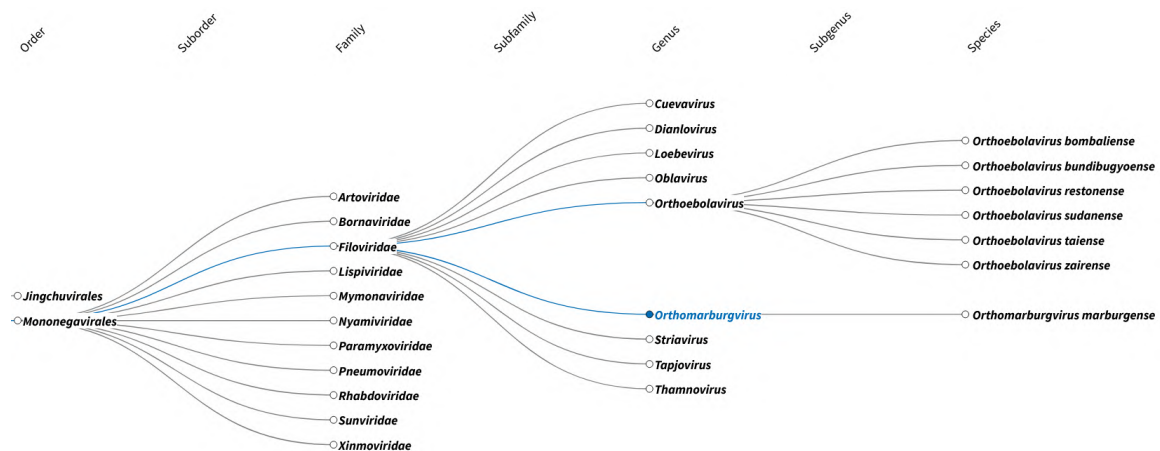 Order
Suborder
Family
Subfamily
Genus
Subgenus
Species
Cuevavirus
Dianlovirus
Orthoebolavirus bombaliense
Loebevirus
Orthoebolavirus bundibugyoense
Oblavirus
Orthoebolavirus restonense
Artoviridae
Orthoebolavirus
Orthoebolavirus sudanense
Bornaviridae
Orthoebolavirus taiense
Filoviridae
Orthoebolavirus zairense
Lispiviridae
Jingchuvirales
Mymonaviridae
Orthomarburgvirus
Orthomarburgvirus marburgense
Mononegavirales
Nyamiviridae
Striavirus
Paramyxoviridae
Tapjovirus
Pneumoviridae
Thamnovirus
Rhabdoviridae
Sunviridae
Xinmoviridae